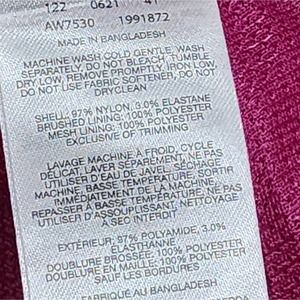 122 0621 41
AW7530 1991872
MADE IN BANGLADESH
MACHINE WASH COLD GENTLE, WASH
SEPARATELY, DO NOT BLEACH, TUMBLE
DRY LOW, REMOVE PROMPTLY, IRON LOW,
DO NOT USE FABRIC SOFTENER, DO NOT
DRYCLEAN
SHELL: 97% NYLON, 3.0% ELASTANE
BRUSHED LINING: 100% POLYESTER
MESH LINING: 100% POLYESTER
EXCLUSIVE OF TRIMMING
LAVAGE MACHINE À FROID, CYCLE
DÉLICAT, LAVER SÉPARÉMENT, NE PAS
UTILISER D'EAU DE JAVEL, SÉCHAGE
MACHINE, BASSE TEMPÉRATURE, SORTIR
IMMÉDIATEMENT DE LA MACHINE,
REPASSER À BASSE TEMPÉRATURE, NE PAS
UTILISER D'ADOUCISSANT, NETTOYAGE
À SEC INTERDIT
EXTÉRIEUR: 97% POLYAMIDE, 3.0%
ÉLASTHANNE
DOUBLURE BROSSÉE: 100% POLYESTER
DOUBLURE EN MAILLE: 100% POLYESTER
SAUF LES BORDURES
FABRIQUÉ AU BANGLADESH